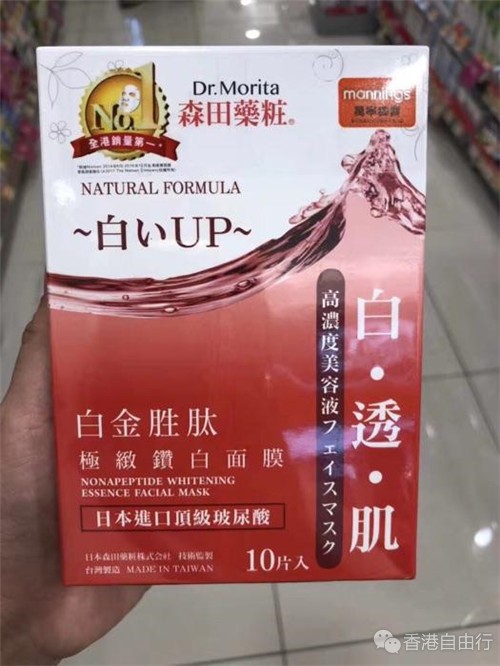 No.1
全港銷量第一
Dr.Morita
森田藥粧®
mannings
萬寧獨賣
NATURAL FORMULA
~白いUP~
白・透・肌
高濃度美容液フェイスマスク
白金胜肽
極緻鑽白面膜
NONAPEPTIDE WHITENING
ESSENCE FACIAL MASK
日本進口頂級玻尿酸
日本森田藥粧株式会社 技術監製
台灣製造 MADE IN TAIWAN
10片入
香港自由行